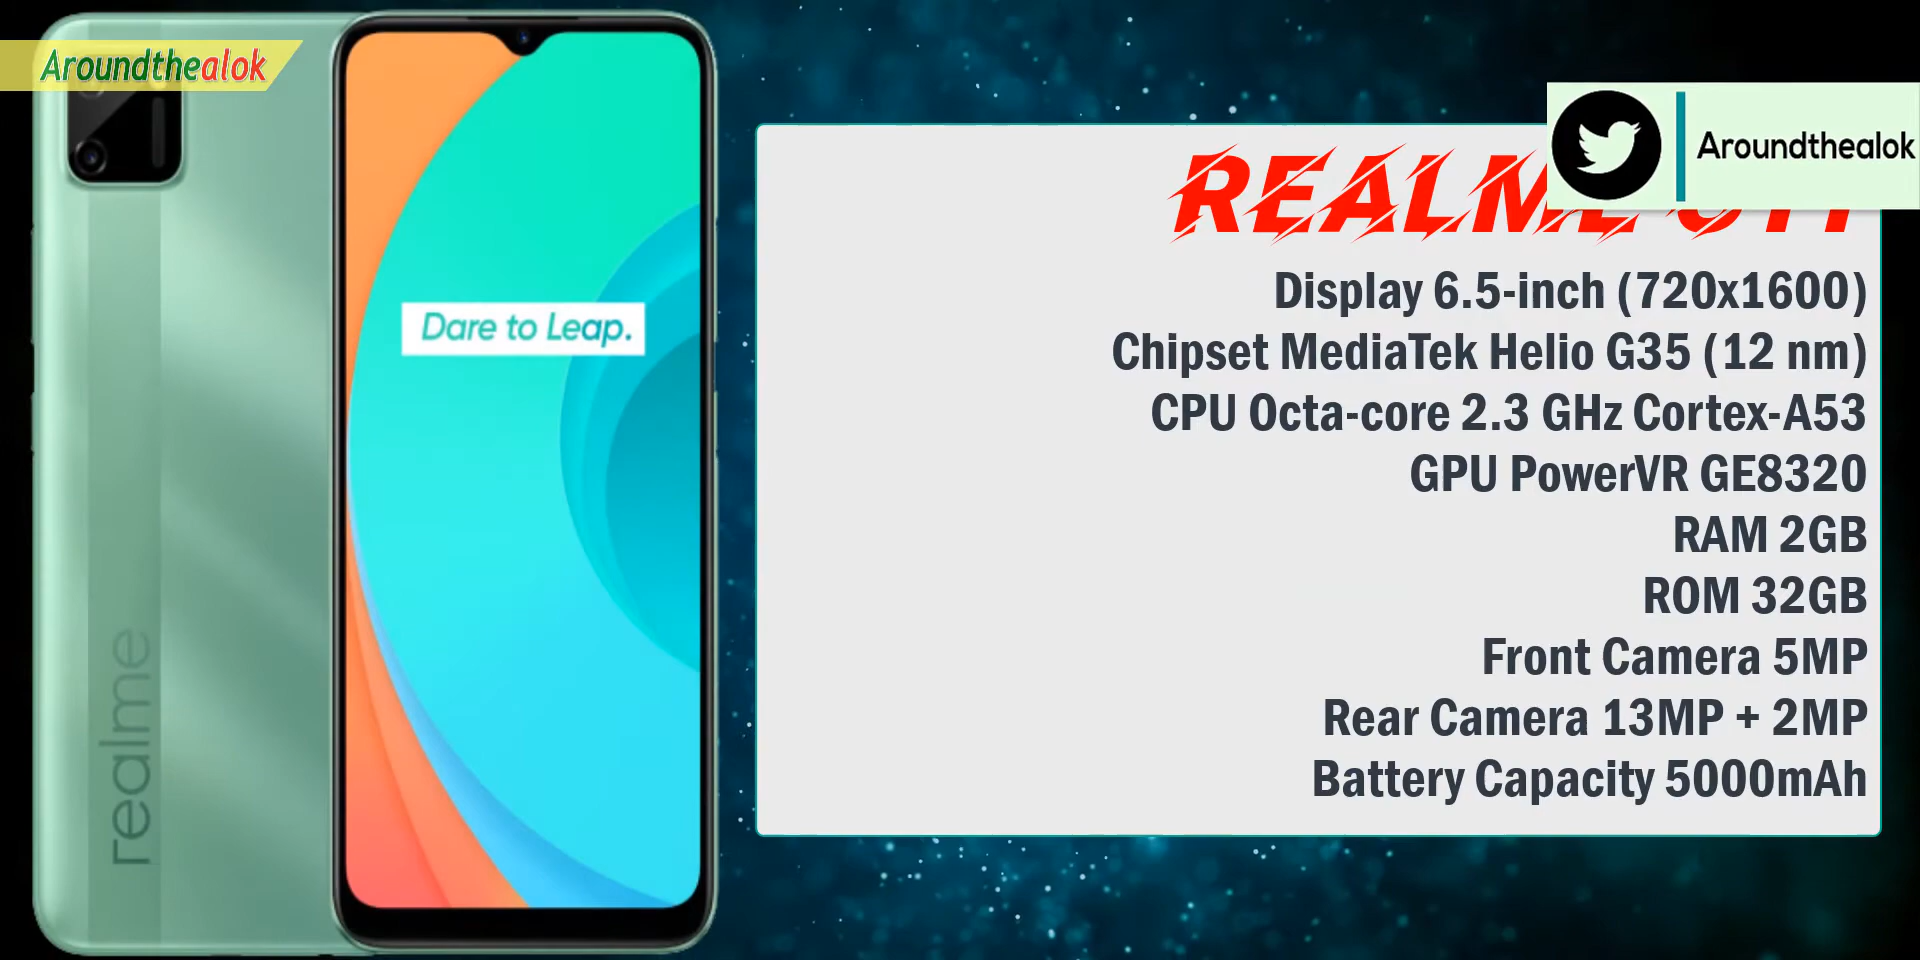 Aroundthealok
Aroundthealok
REALME C11
Display 6.5-inch (720x1600)
Chipset MediaTek Helio G35 (12 nm)
CPU Octa-core 2.3 GHz Cortex-A53
GPU PowerVR GE8320
RAM 2GB
ROM 32GB
Front Camera 5MP
Rear Camera 13MP + 2MP
Battery Capacity 5000mAh
Dare to Leap.
realme